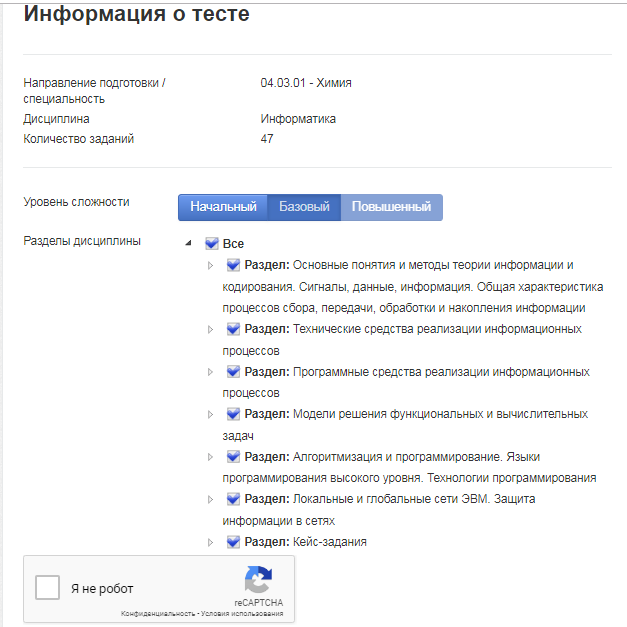 Информация о тесте
Направление подготовки /
специальность
04.03.01 - Химия
Дисциплина
Информатика
Количество заданий
47
Уровень сложности
Начальный
Базовый
Повышенный
Разделы дисциплины
Все
Раздел: Основные понятия и методы теории информации и
кодирования. Сигналы, данные, информация. Общая характеристика
процессов сбора, передачи, обработки и накопления информации
Раздел: Технические средства реализации информационных
процессов
Раздел: Программные средства реализации информационных
процессов
Раздел: Модели решения функциональных и вычислительных
задач
Раздел: Алгоритмизация и программирование. Языки
программирования высокого уровня. Технологии программирования
Раздел: Локальные и глобальные сети ЭВМ. Защита
информации в сетях
Раздел: Кейс-задания
Я не робот
reCAPTCHA
Конфиденциальность - Условия использования